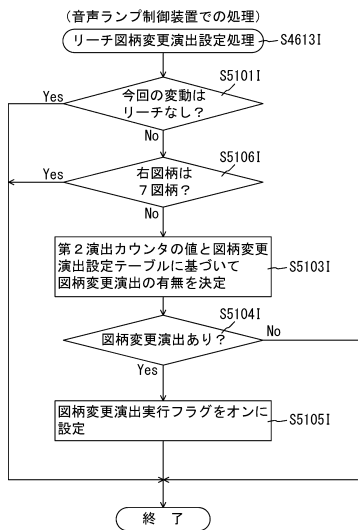 （音声ランプ制御装置での処理）
リーチ図柄変更演出設定処理
S4613I
S5101I
Yes
今回の変動は
リーチなし？
No
S5106I
Yes
右図柄は
７図柄？
No
第２演出カウンタの値と図柄変更
演出設定テーブルに基づいて
図柄変更演出の有無を決定
S5103I
S5104I
No
図柄変更演出あり？
Yes
図柄変更演出実行フラグをオンに
設定
S5105I
終 了